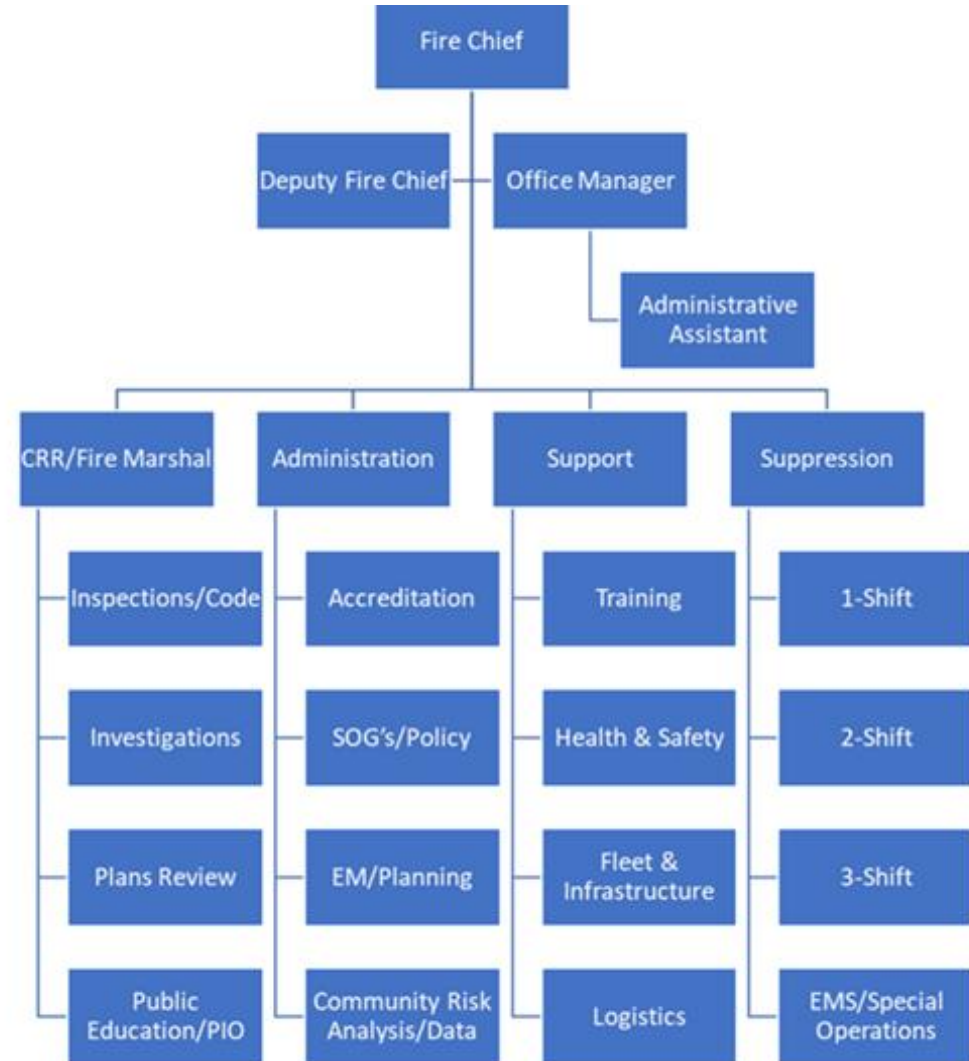 Fire Chief
Deputy Fire Chief
Office Manager
Administrative
Assistant
CRR/Fire Marshal
Administration
Support
Suppression
Inspections/Code
Accreditation
Training
1-Shift
Investigations
SOG’s/Policy
Health & Safety
2-Shift
Plans Review
EM/Planning
Fleet &
Infrastructure
3-Shift
Public
Education/PIO
Community Risk
Analysis/Data
Logistics
EMS/Special
Operations